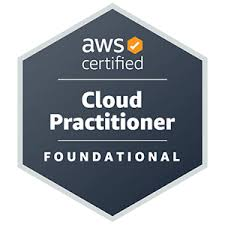 aws
certified
Cloud
Practitioner
FOUNDATIONAL